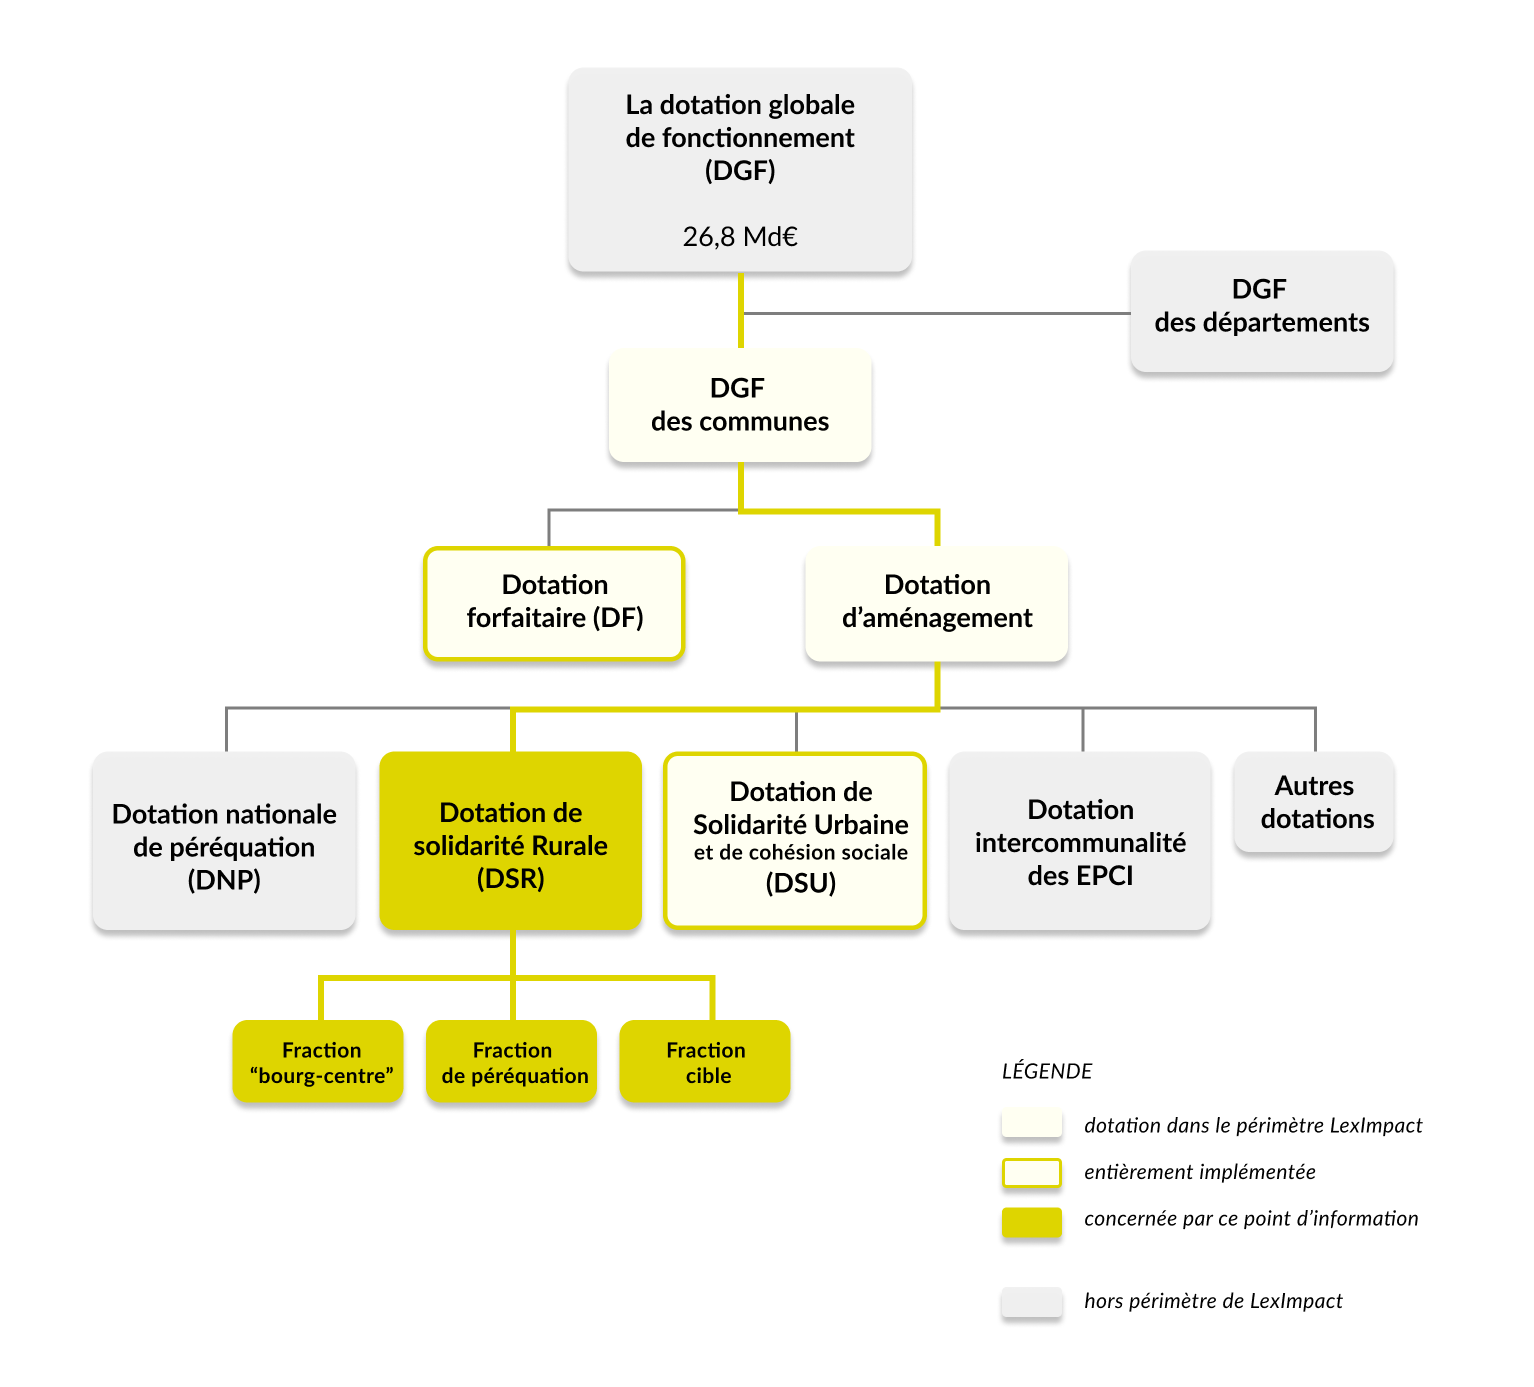 La dotation globale
de fonctionnement
(DGF)
26,8 Md€
DGF
des départements
DGF
des communes
Dotation
forfaitaire (DF)
Dotation
d’aménagement
Dotation nationale
de péréquation
(DNP)
Dotation de
solidarité Rurale
(DSR)
Dotation de
Solidarité Urbaine
et de cohésion sociale
(DSU)
Dotation
intercommunalité
des EPCI
Autres
dotations
Fraction
“bourg-centre”
Fraction
de péréquation
Fraction
cible
LÉGENDE
dotation dans le périmètre LexImpact
entièrement implémentée
concernée par ce point d’information
hors périmètre de LexImpact